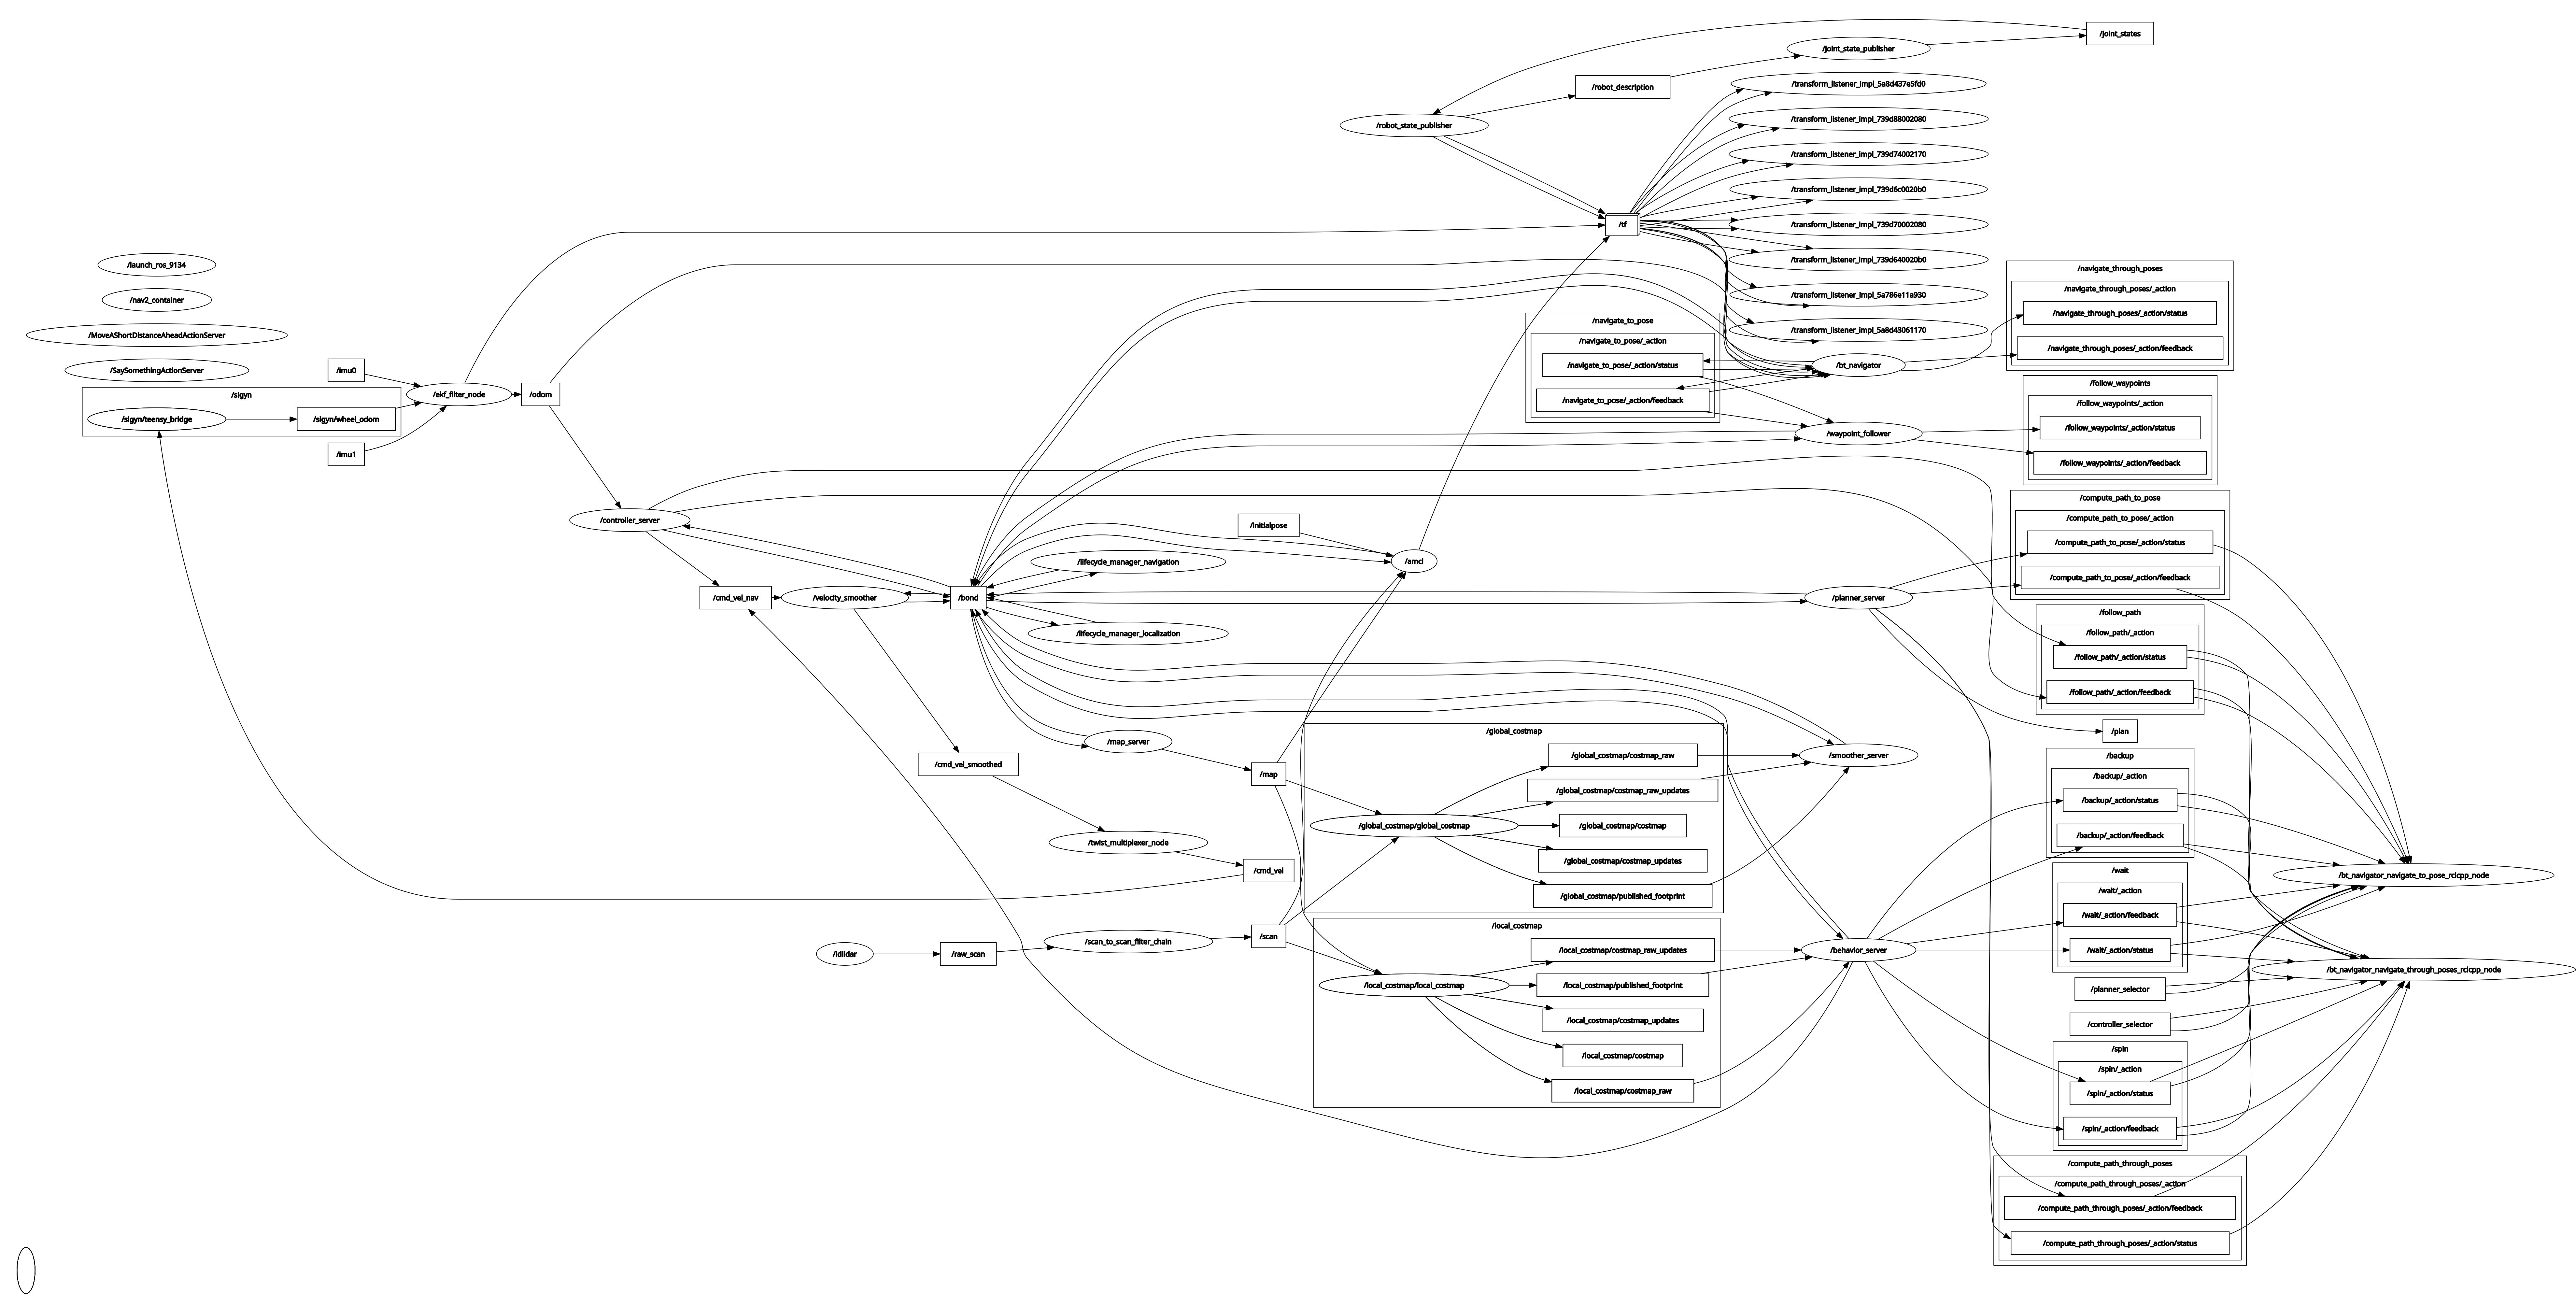 /joint_states
/joint_state_publisher
/robot_description
/transform_listener_impl_5a8d437e5fd0
/robot_state_publisher
/transform_listener_impl_739d88002080
/transform_listener_impl_739d74002170
/transform_listener_impl_739d6c0020b0
/tf
/transform_listener_impl_739d70002080
/transform_listener_impl_739d640020b0
/transform_listener_impl_5a786e11a930
/transform_listener_impl_5a8d43061170
/launch_ros_9134
/nav2_container
/MoveAShortDistanceAheadActionServer
/SaySomethingActionServer
/imu0
/imu1
/sigyn
/sigyn/teensy_bridge
/sigyn/wheel_odom
/ekf_filter_node
/odom
/navigate_to_pose
/navigate_to_pose/_action
/navigate_to_pose/_action/status
/navigate_to_pose/_action/feedback
/bt_navigator
/navigate_through_poses
/navigate_through_poses/_action
/navigate_through_poses/_action/status
/navigate_through_poses/_action/feedback
/follow_waypoints
/follow_waypoints/_action
/follow_waypoints/_action/status
/follow_waypoints/_action/feedback
/waypoint_follower
/controller_server
/initialpose
/amcl
/lifecycle_manager_navigation
/cmd_vel_nav
/velocity_smoother
/bond
/lifecycle_manager_localization
/planner_server
/compute_path_to_pose
/compute_path_to_pose/_action
/compute_path_to_pose/_action/status
/compute_path_to_pose/_action/feedback
/follow_path
/follow_path/_action
/follow_path/_action/status
/follow_path/_action/feedback
/plan
/map_server
/cmd_vel_smoothed
/map
/global_costmap
/global_costmap/costmap_raw
/global_costmap/costmap_raw_updates
/global_costmap/global_costmap
/global_costmap/costmap
/global_costmap/costmap_updates
/global_costmap/published_footprint
/smoother_server
/twist_multiplexer_node
/cmd_vel
/backup
/backup/_action
/backup/_action/status
/backup/_action/feedback
/bt_navigator_navigate_to_pose_rclcpp_node
/wait
/wait/_action
/wait/_action/feedback
/wait/_action/status
/ldlidar
/raw_scan
/scan_to_scan_filter_chain
/scan
/local_costmap
/local_costmap/costmap_raw_updates
/local_costmap/local_costmap
/local_costmap/published_footprint
/local_costmap/costmap_updates
/local_costmap/costmap
/local_costmap/costmap_raw
/behavior_server
/bt_navigator_navigate_through_poses_rclcpp_node
/planner_selector
/controller_selector
/spin
/spin/_action
/spin/_action/status
/spin/_action/feedback
/compute_path_through_poses
/compute_path_through_poses/_action
/compute_path_through_poses/_action/feedback
/compute_path_through_poses/_action/status